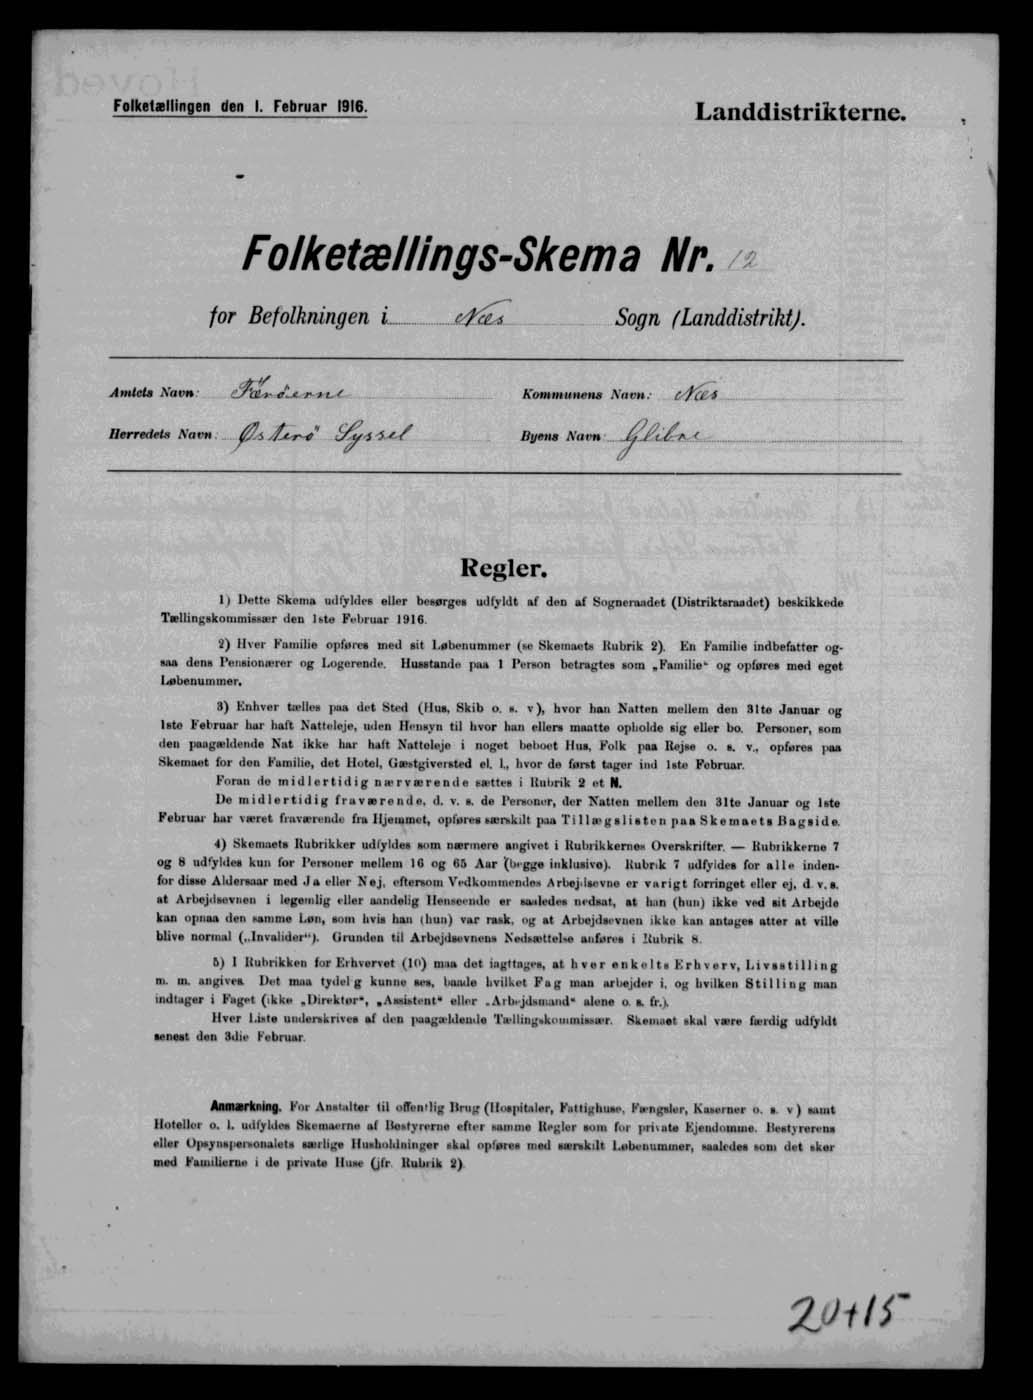 Folketællingen den 1. Februar 1916.
Landdistrikterne.
Folketællings-Skema Nr. 12
for Befolkningen i Næs Sogn (Landdistrikt).
Amtets Navn: Færøerne
Kommunens Navn: Næs
Herredets Navn: Østerø Syssel
Byens Navn: Glibre
Regler.
1) Dette Skema udfyldes eller besørges udfyldt af den af Sogneraadet (Distriktsraadet) beskikkede
Tællingskommissær den 1ste Februar 1916.
2) Hver Familie opføres med sit Løbenummer (se Skemaets Rubrik 2). En Familie indbefatter og-
saa dens Pensionærer og Logerende. Husstande paa 1 Person betragtes som „Familie“ og opføres med eget
Løbenummer.
3) Enhver tælles paa det Sted (Hus, Skib o. s. v), hvor han Natten mellem den 31te Januar og
1ste Februar har haft Natteleje, uden Hensyn til hvor han ellers maatte opholde sig eller bo. Personer, som
den paagældende Nat ikke har haft Natteleje i noget beboet Hus, Folk paa Rejse o. s. v., opføres paa
Skemaet for den Familie, det Hotel, Gæstgiversted el. l., hvor de først tager ind 1ste Februar.
Foran de midlertidig nærværende sættes i Rubrik 2 et N.
De midlertidig fraværende, d. v. s. de Personer, der Natten mellem den 31te Januar og 1ste
Februar har været fraværende fra Hjemmet, opføres særskilt paa Tillægslisten paa Skemaets Bagside.
4) Skemaets Rubrikker udfyldes som nærmere angivet i Rubrikkernes Overskrifter. — Rubrikkerne 7
og 8 udfyldes kun for Personer mellem 16 og 65 Aar (begge inklusive). Rubrik 7 udfyldes for alle inden-
for disse Aldersaar med Ja eller Nej, eftersom Vedkommendes Arbejdsevne er varigt forringet eller ej, d. v. s.
at Arbejdsevnen i legemlig eller aandelig Henseende er saaledes nedsat, at han (hun) ikke ved sit Arbejde
kan opnaa den samme Løn, som hvis han (hun) var rask, og at Arbejdsevnen ikke kan antages atter at ville
blive normal („Invalider“). Grunden til Arbejdsevnens Nedsættelse anføres i Rubrik 8.
5) I Rubrikken for Erhvervet (10) maa det iagttages, at hver enkelts Erhverv, Livsstilling
m. m. angives. Det maa tydelig kunne ses, baade hvilket Fag man arbejder i, og hvilken Stilling man
indtager i Faget (ikke „Direktør“, „Assistent“ eller „Arbejdsmand“ alene o. s. fr.).
Hver Liste underskrives af den paagældende Tællingskommissær. Skemaet skal være færdig udfyldt
senest den 3die Februar.
Anmærkning. For Anstalter til offentlig Brug (Hospitaler, Fattighuse, Fængsler, Kaserner o. s. v) samt
Hoteller o. l. udfyldes Skemaerne af Bestyrerne efter samme Regler som for private Ejendomme. Bestyrerens
eller Opsynspersonalets særlige Husholdninger skal opføres med særskilt Løbenummer, saaledes som det sker
med Familierne i de private Huse (jfr. Rubrik 2)
20+15